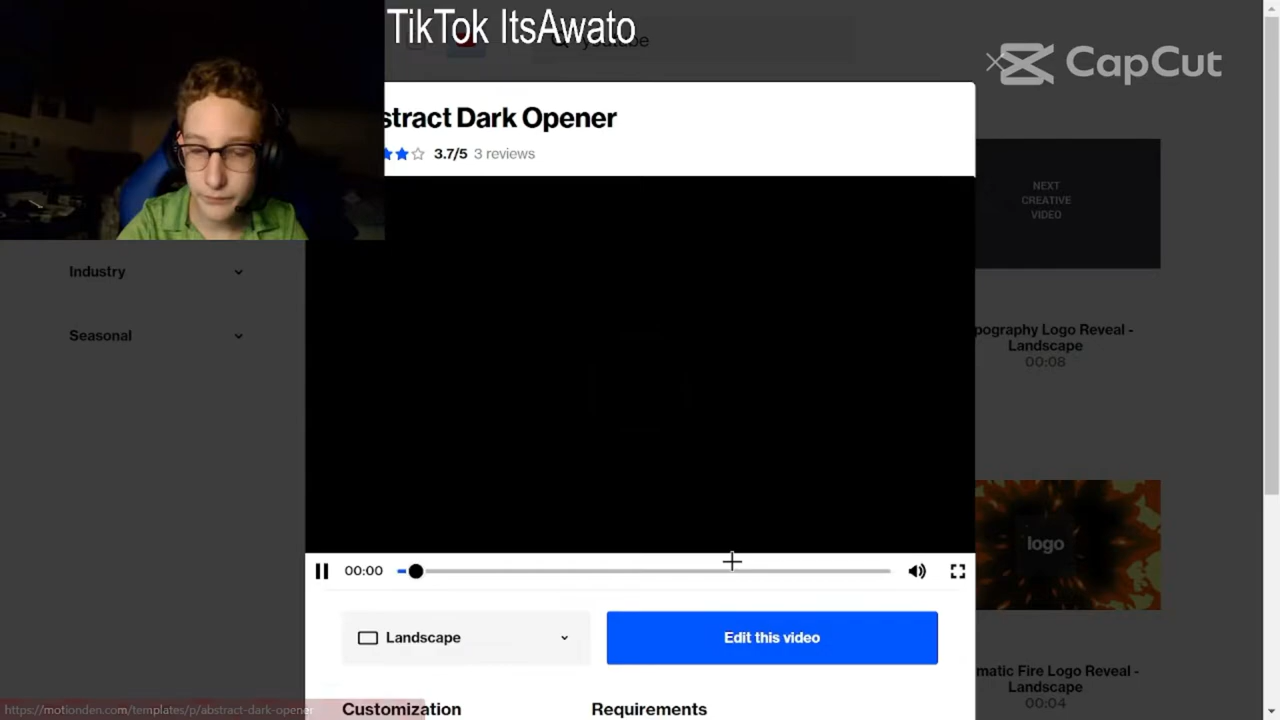 TikTok ItsAwato
youtube
CapCut
stract Dark Opener
3.7/5 3 reviews
NEXT
CREATIVE
VIDEO
Industry
Seasonal
pography Logo Reveal -
Landscape
00:08
logo
00:00
Landscape
Edit this video
matic Fire Logo Reveal -
Landscape
00:04
https://motionden.com/templates/p/abstract-dark-opener
Customization
Requirements